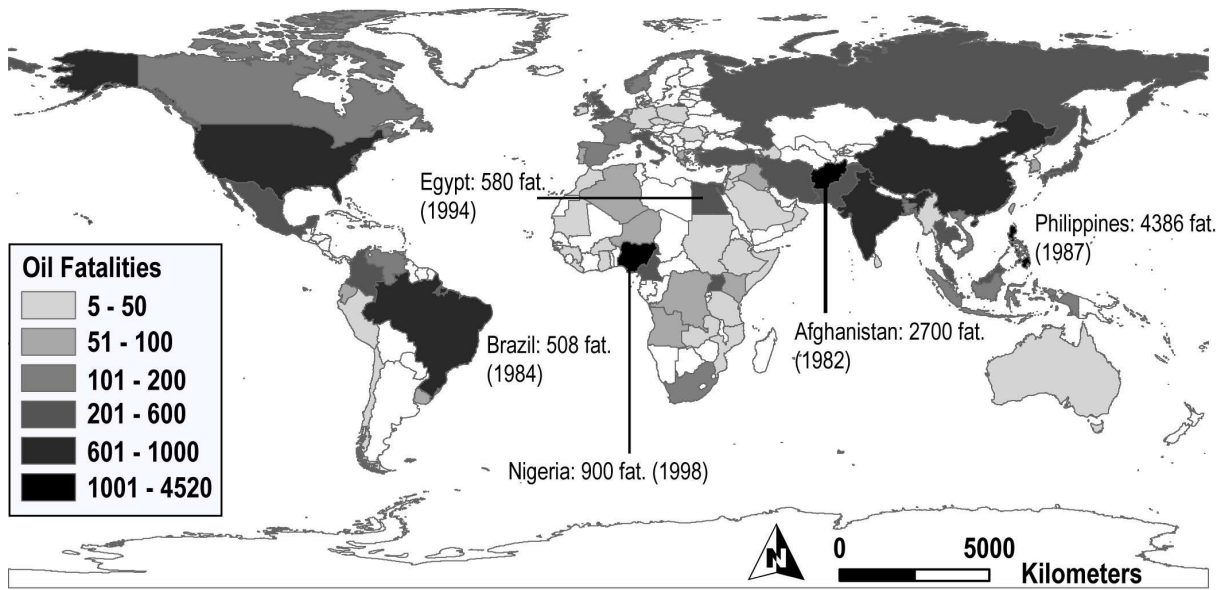 Egypt: 580 fat.
(1994)
Philippines: 4386 fat.
(1987)
Oil Fatalities
5 - 50
51 - 100
101 - 200
201 - 600
601 - 1000
1001 - 4520
Brazil: 508 fat.
(1984)
Afghanistan: 2700 fat.
(1982)
Nigeria: 900 fat. (1998)
N
0 5000
Kilometers